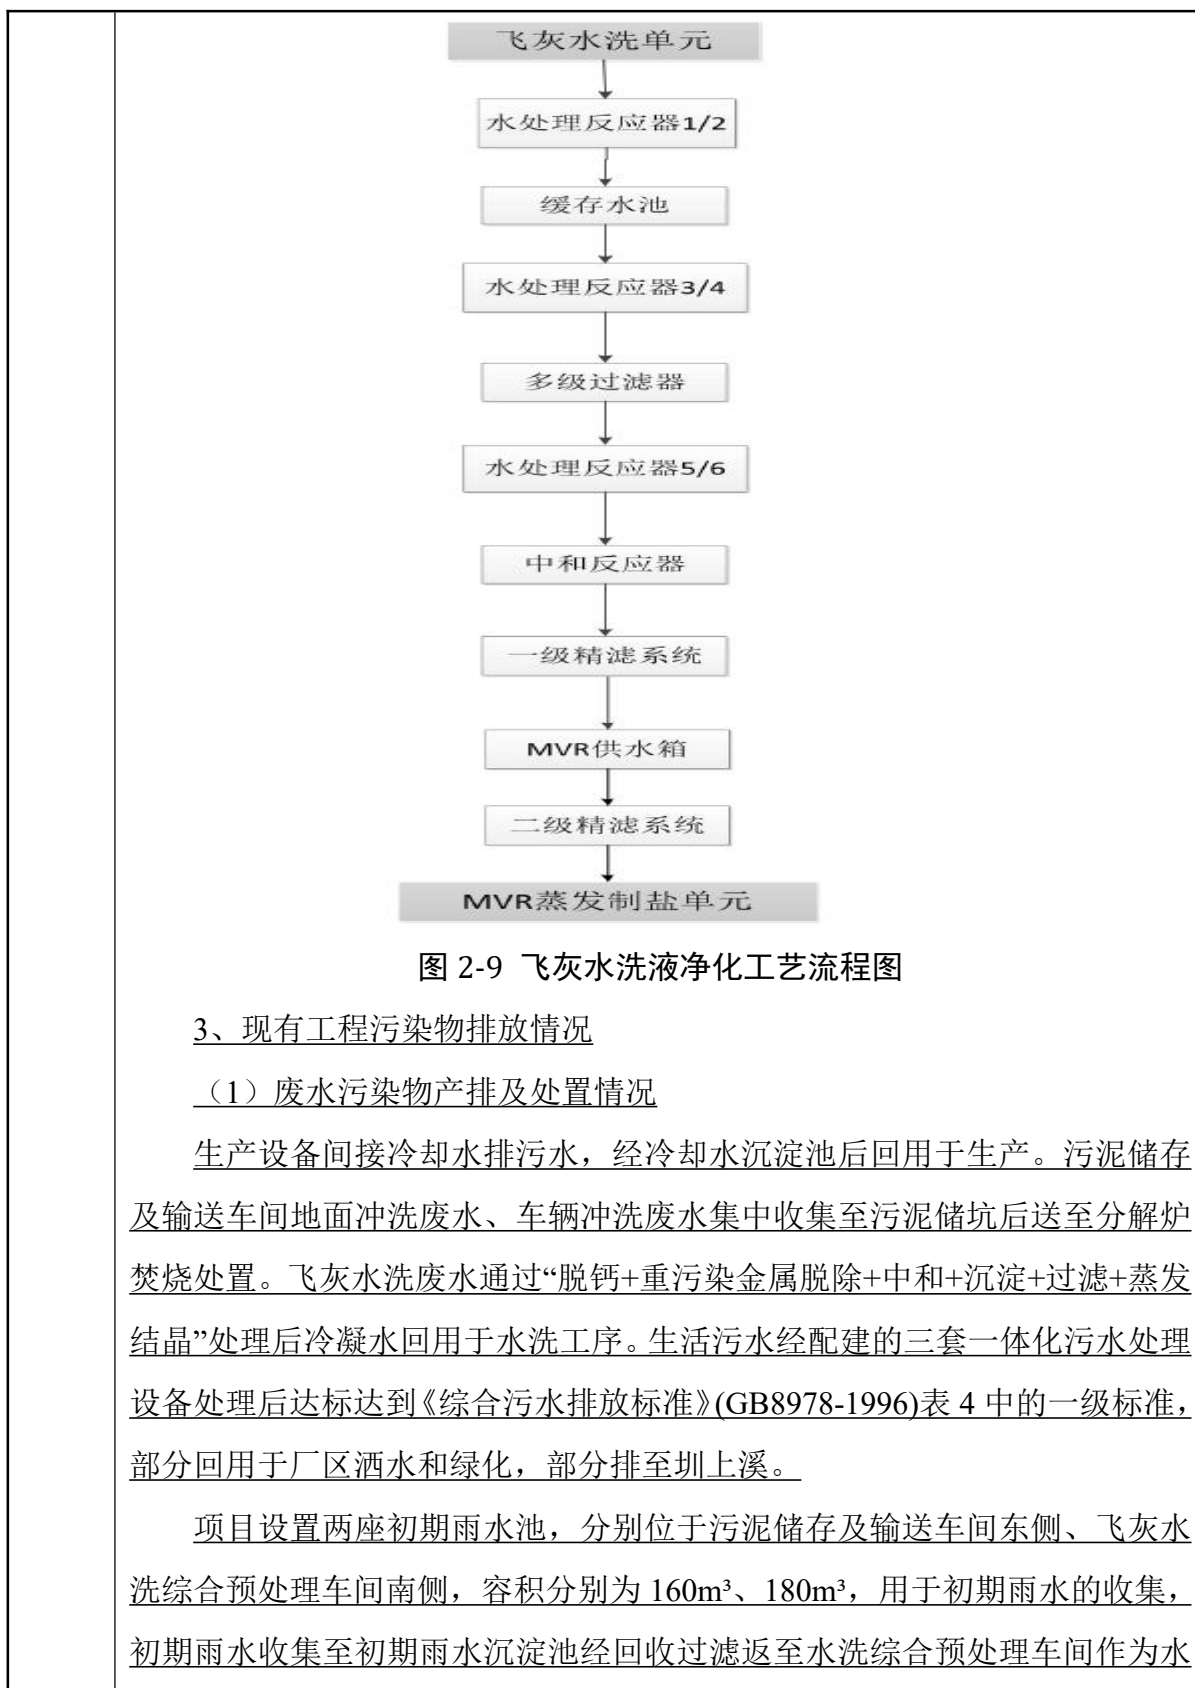 飞灰水洗单元
水处理反应器1/2
缓存水池
水处理反应器3/4
多级过滤器
水处理反应器5/6
中和反应器
一级精滤系统
MVR供水箱
二级精滤系统
MVR蒸发制盐单元
图 2-9 飞灰水洗液净化工艺流程图
3、现有工程污染物排放情况
（1）废水污染物产排及处置情况
生产设备间接冷却水排污水，经冷却水沉淀池后回用于生产。污泥储存
及输送车间地面冲洗废水、车辆冲洗废水集中收集至污泥储坑后送至分解炉
焚烧处置。飞灰水洗废水通过“脱钙+重污染金属脱除+中和+沉淀+过滤+蒸发
结晶”处理后冷凝水回用于水洗工序。生活污水经配建的三套一体化污水处理
设备处理后达标达到《综合污水排放标准》(GB8978-1996)表 4 中的一级标准，
部分回用于厂区洒水和绿化，部分排至圳上溪。
项目设置两座初期雨水池，分别位于污泥储存及输送车间东侧、飞灰水
洗综合预处理车间南侧，容积分别为 160m³、180m³，用于初期雨水的收集，
初期雨水收集至初期雨水沉淀池经回收过滤返至水洗综合预处理车间作为水